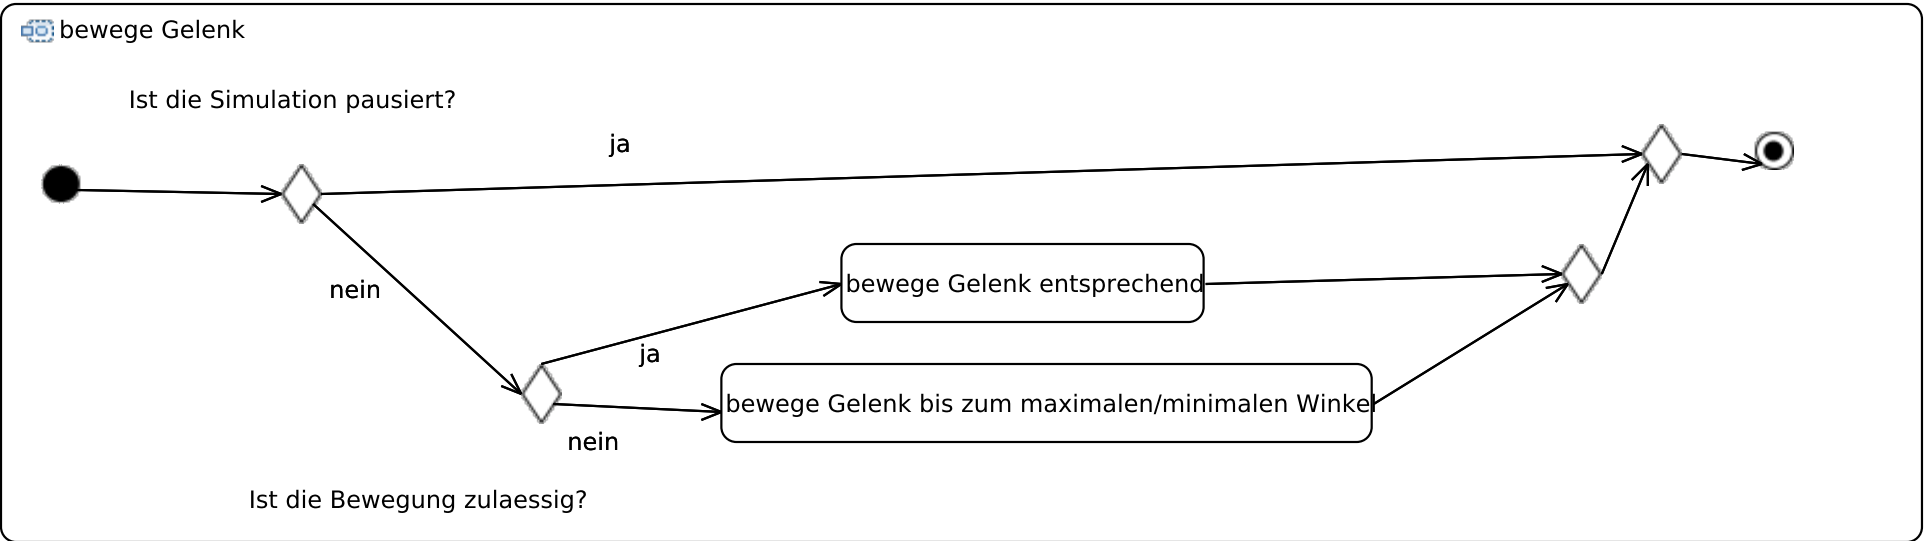 bewege Gelenk
Ist die Simulation pausiert?
ja
nein
bewege Gelenk entsprechend
ja
bewege Gelenk bis zum maximalen/minimalen Winkel
nein
Ist die Bewegung zulaessig?